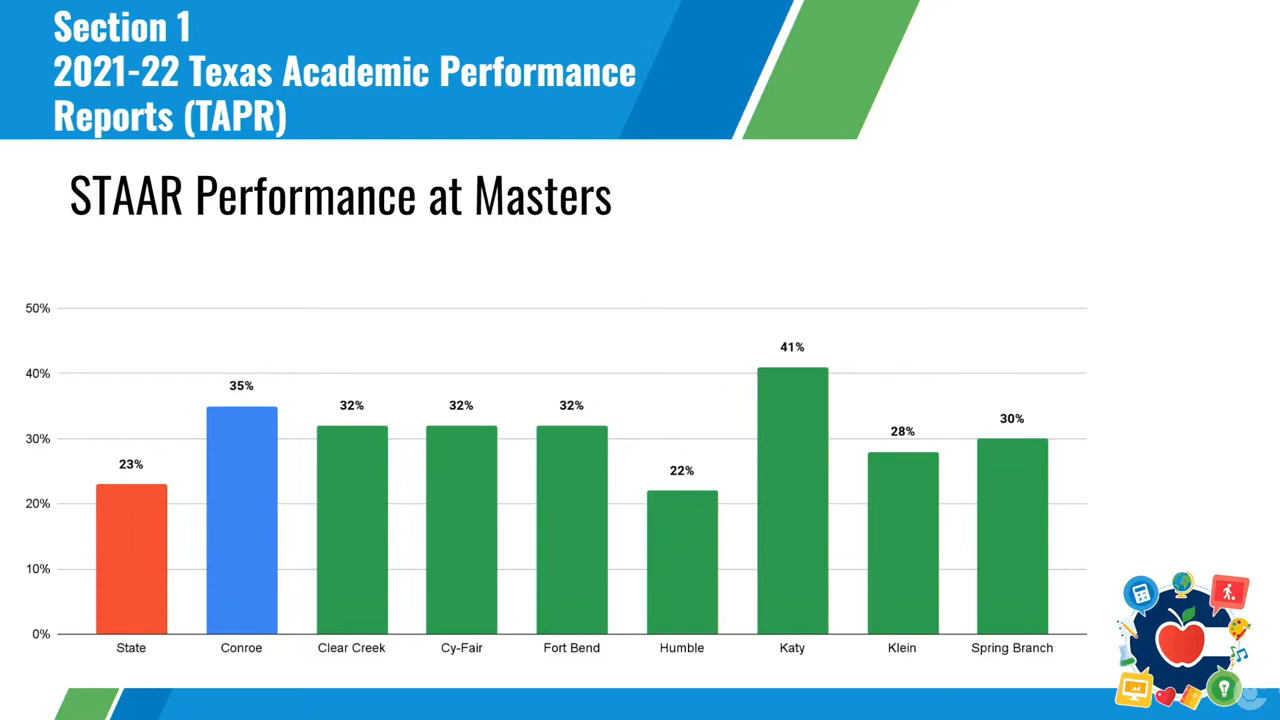 Section 1
2021-22 Texas Academic Performance
Reports (TAPR)
STAAR Performance at Masters
50%
40%
30%
20%
10%
0%
23%
35%
32%
32%
32%
22%
41%
28%
30%
State
Conroe
Clear Creek
Cy-Fair
Fort Bend
Humble
Katy
Klein
Spring Branch